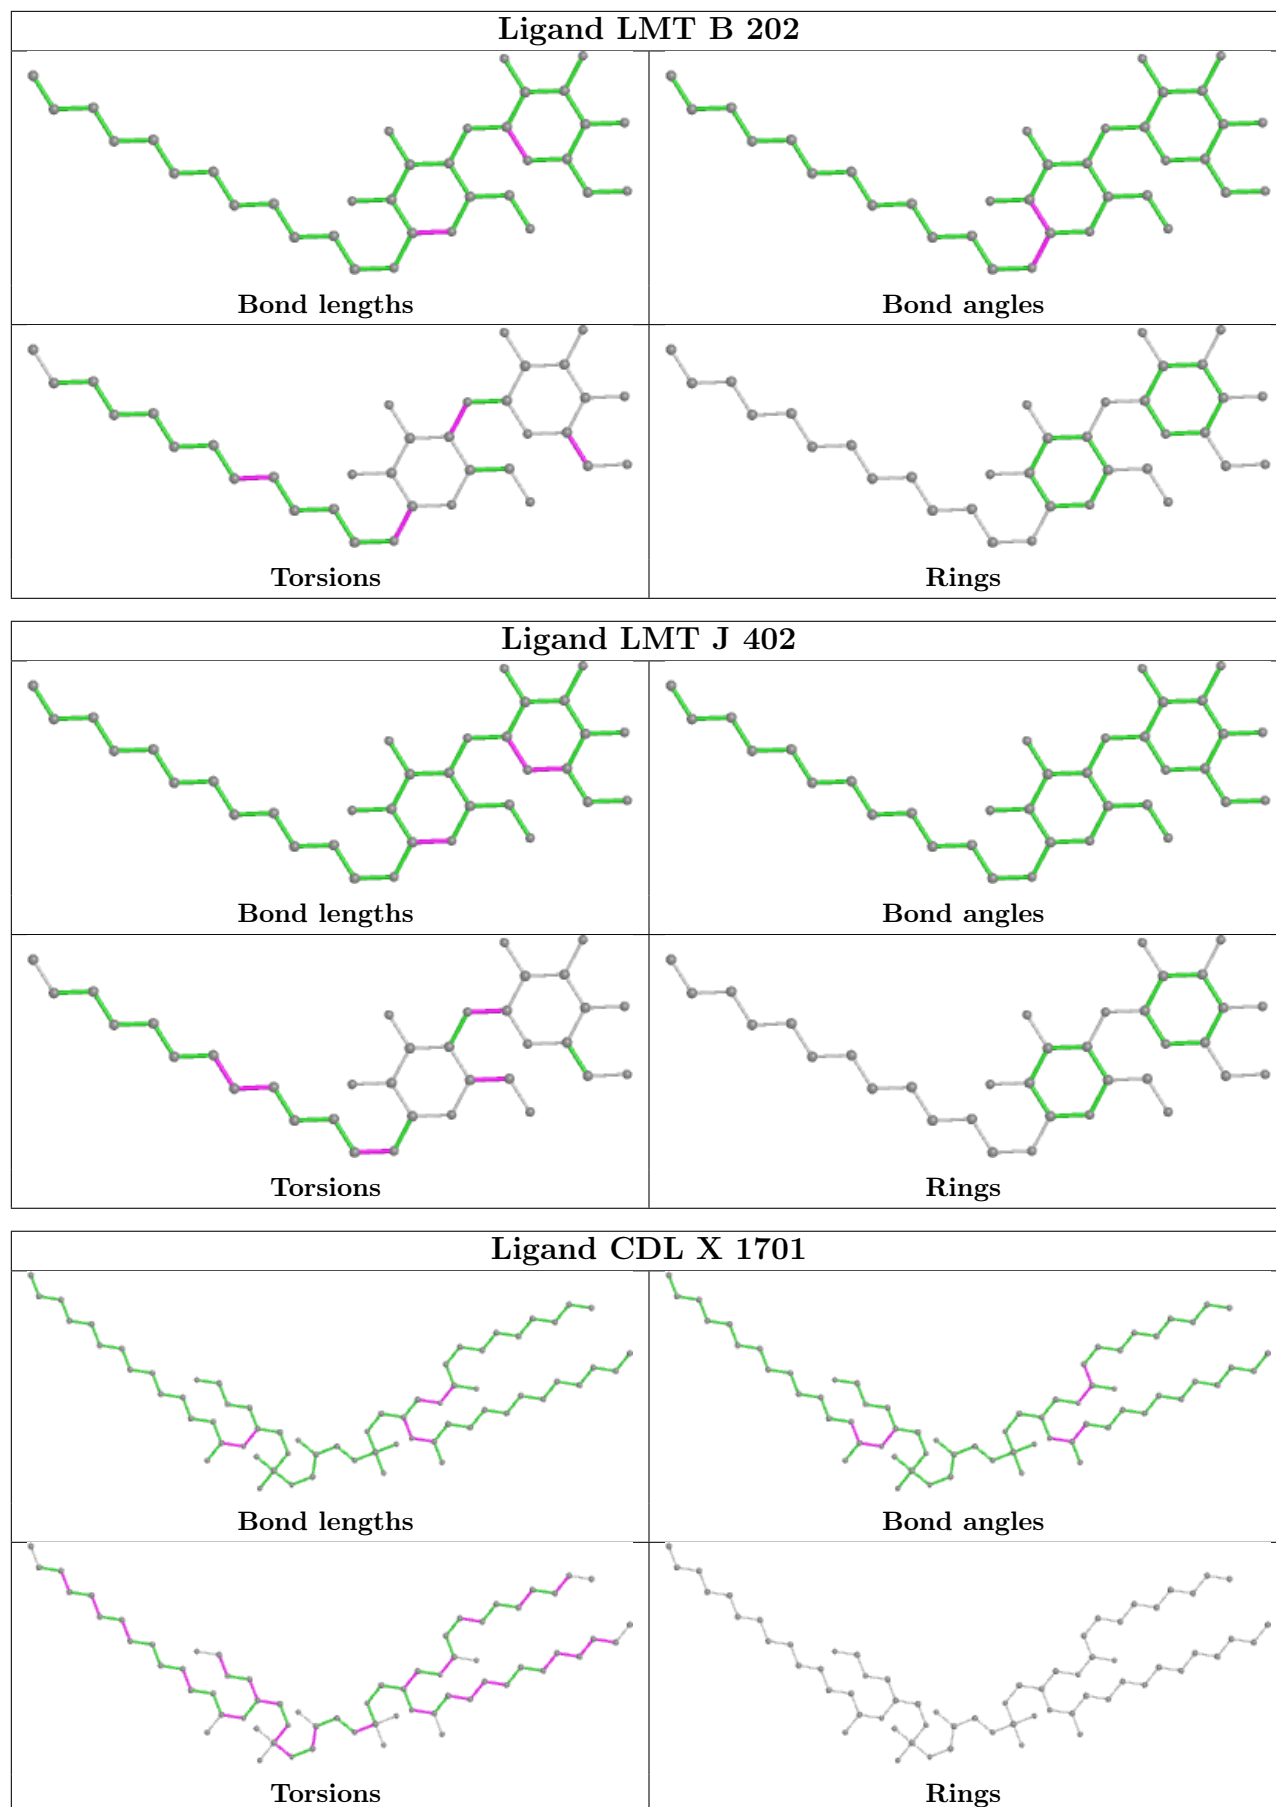 Ligand LMT B 202
Bond lengths
Bond angles
Torsions
Rings
Ligand LMT J 402
Bond lengths
Bond angles
Torsions
Rings
Ligand CDL X 1701
Bond lengths
Bond angles
Torsions
Rings